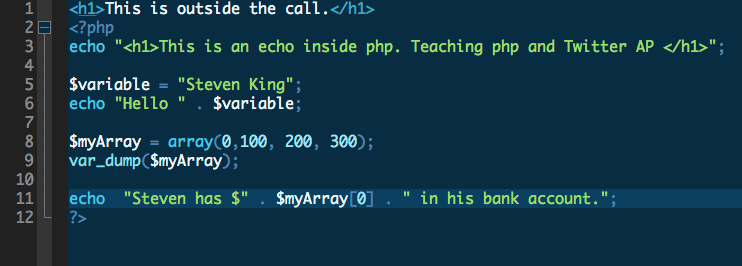 1 <h1>This is outside the call.</h1>
2 <?php
3 echo "<h1>This is an echo inside php. Teaching php and Twitter AP </h1>";
4
5 $variable = "Steven King";
6 echo "Hello " . $variable;
7
8 $myArray = array(0,100, 200, 300);
9 var_dump($myArray);
10
11 echo  "Steven has $" . $myArray[0] . " in his bank account.";
12 ?>